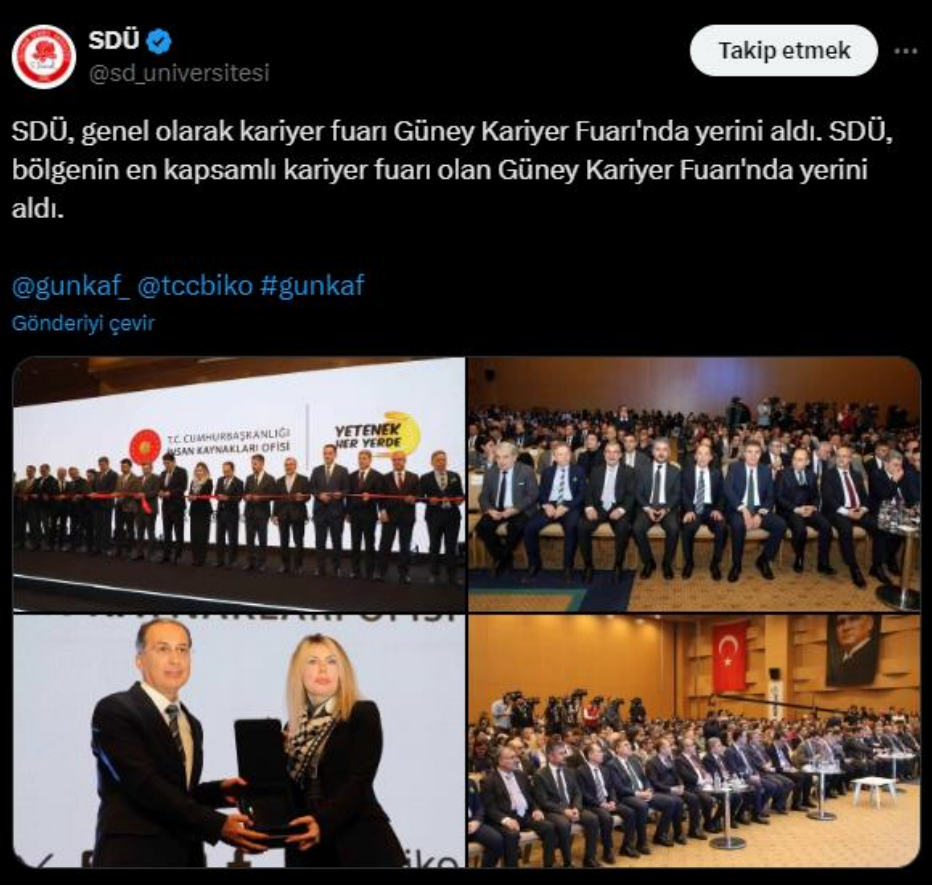 SDÜ
@sd_universitesi
Takip etmek
SDÜ, genel olarak kariyer fuarı Güney Kariyer Fuarı'nda yerini aldı. SDÜ,
bölgenin en kapsamlı kariyer fuarı olan Güney Kariyer Fuarı'nda yerini
aldı.
@gunkaf_ @tccbiko #gunkaf
Gönderiyi çevir
T.C. CUMHURBAŞKANLIĞI
İNSAN KAYNAKLARI OFİSİ
YETENEK
HER YERDE